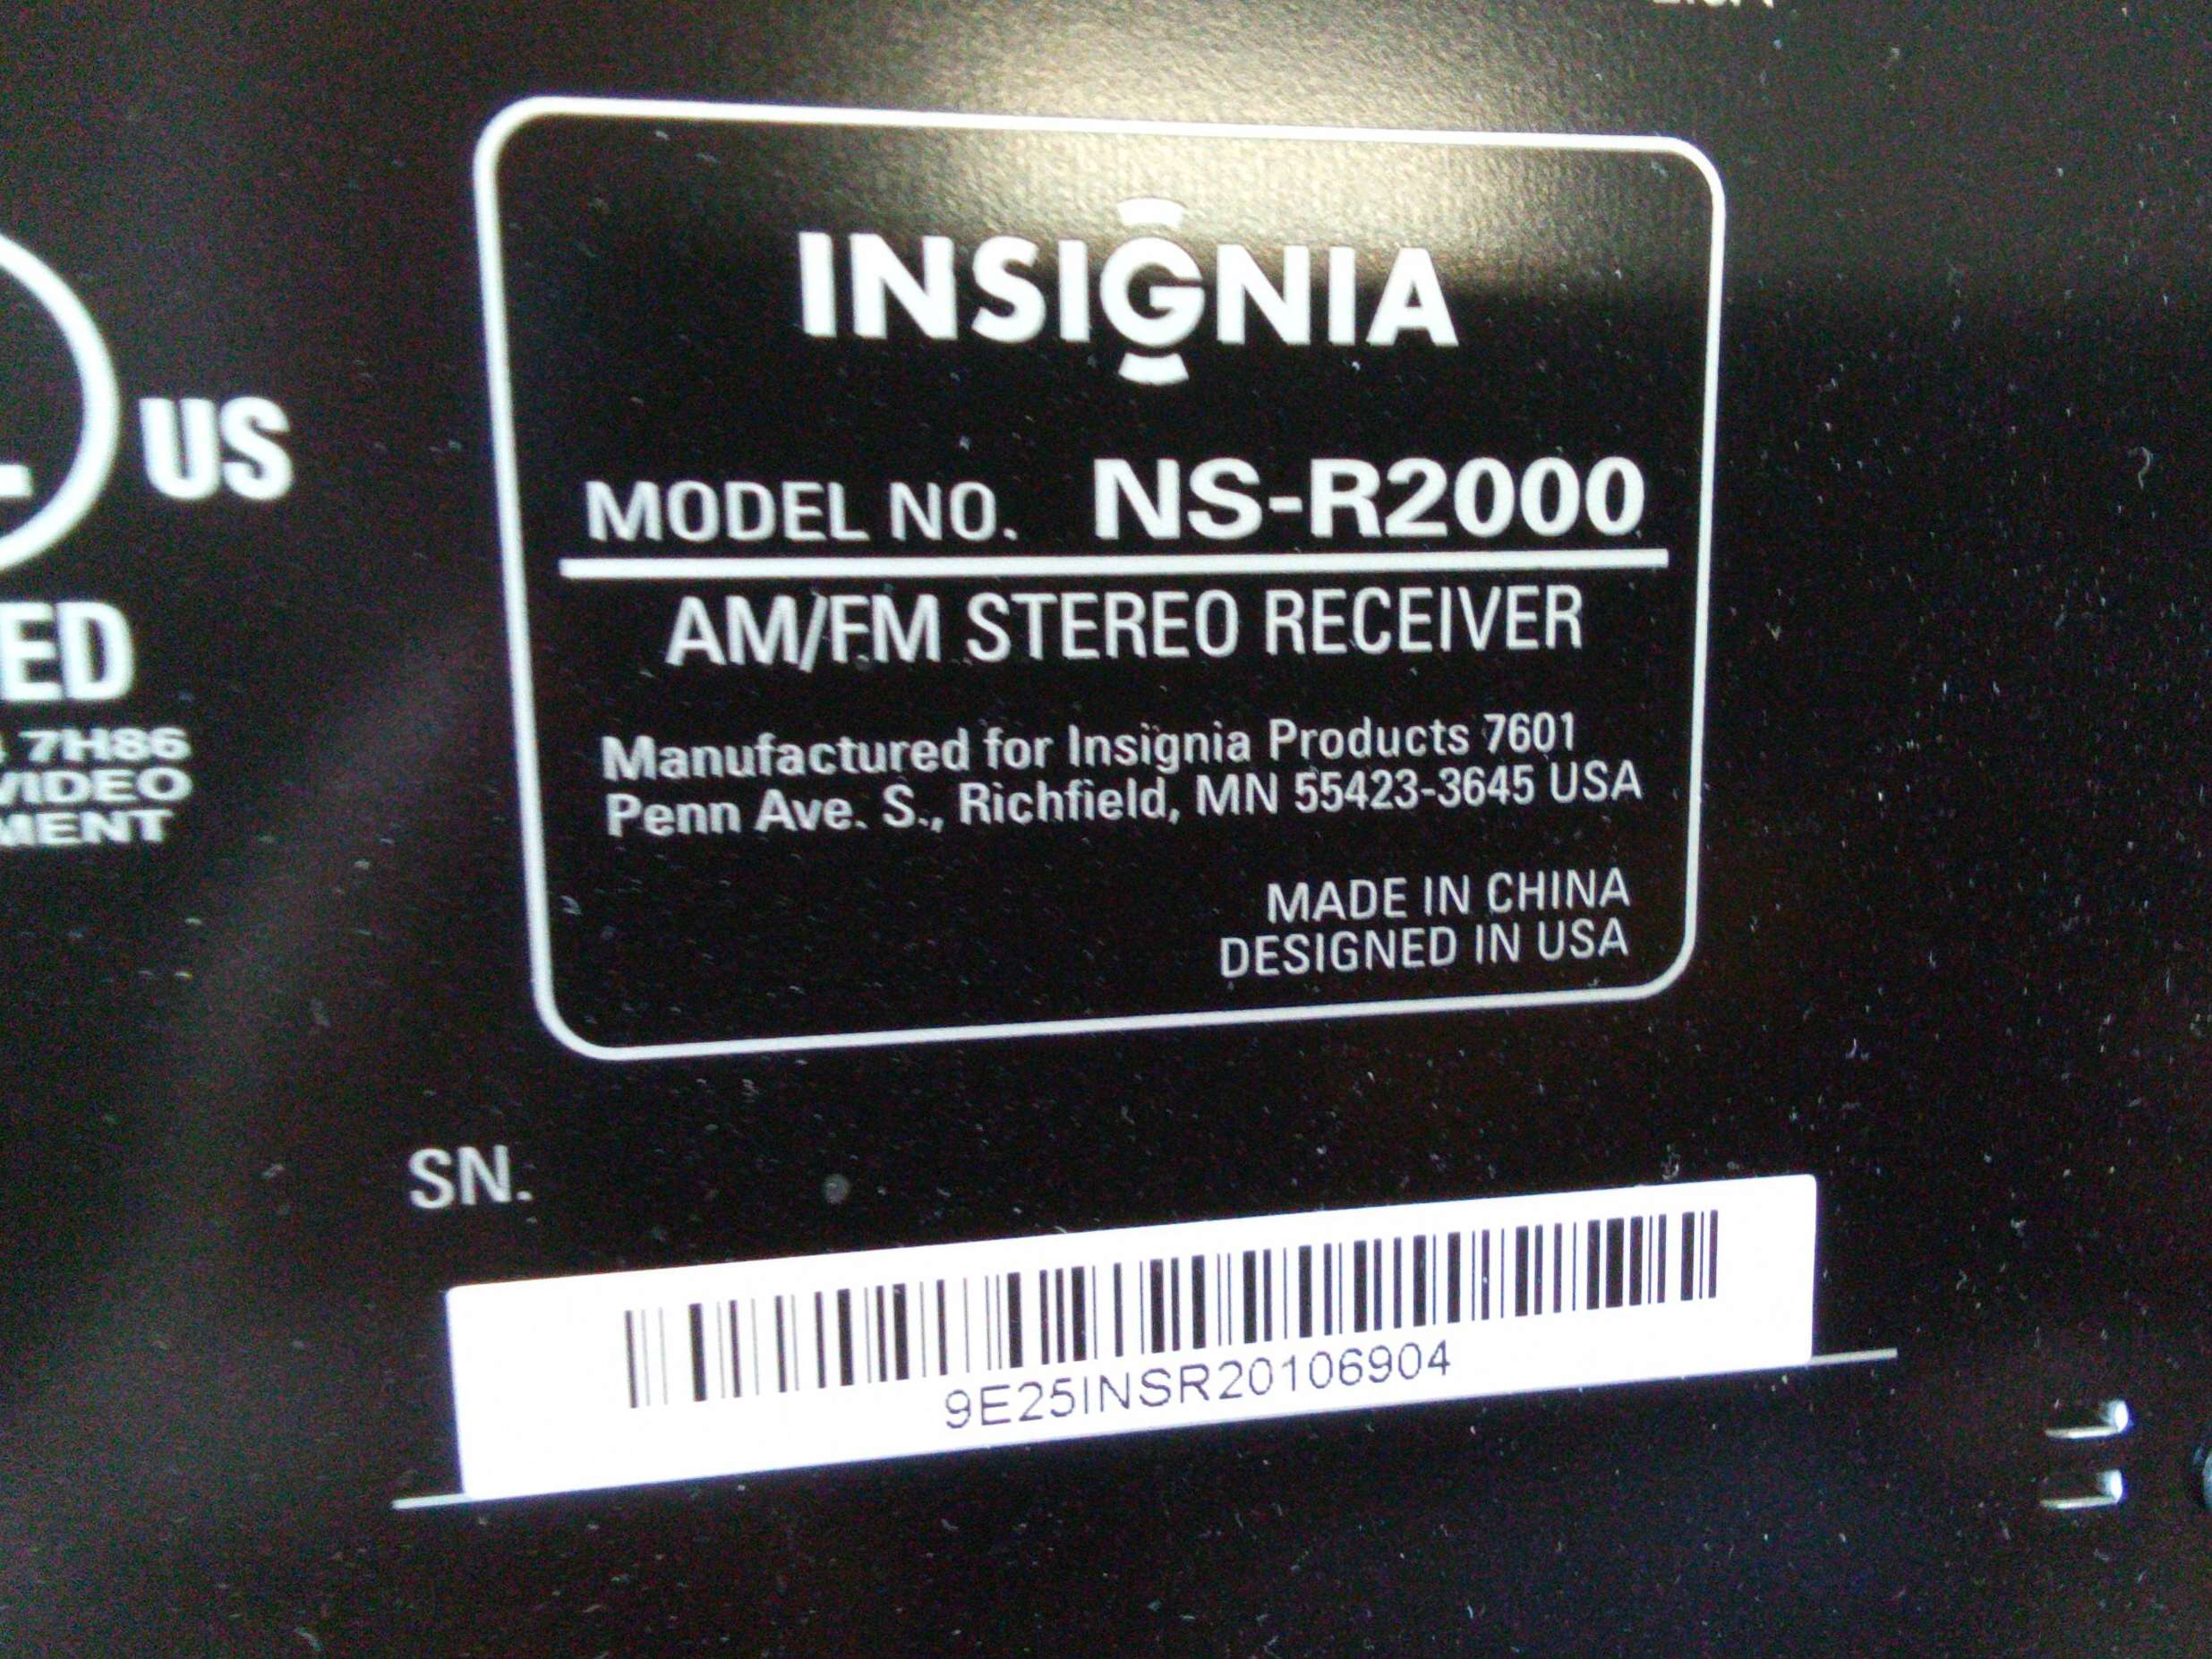 US
ED
7H86
VIDEO
MENT
INSIGNIA
MODEL NO. NS-R2000
AM/FM STEREO RECEIVER
Manufactured for Insignia Products 7601
Penn Ave. S., Richfield, MN 55423-3645 USA
MADE IN CHINA
DESIGNED IN USA
SN.
9E25INSR20106904